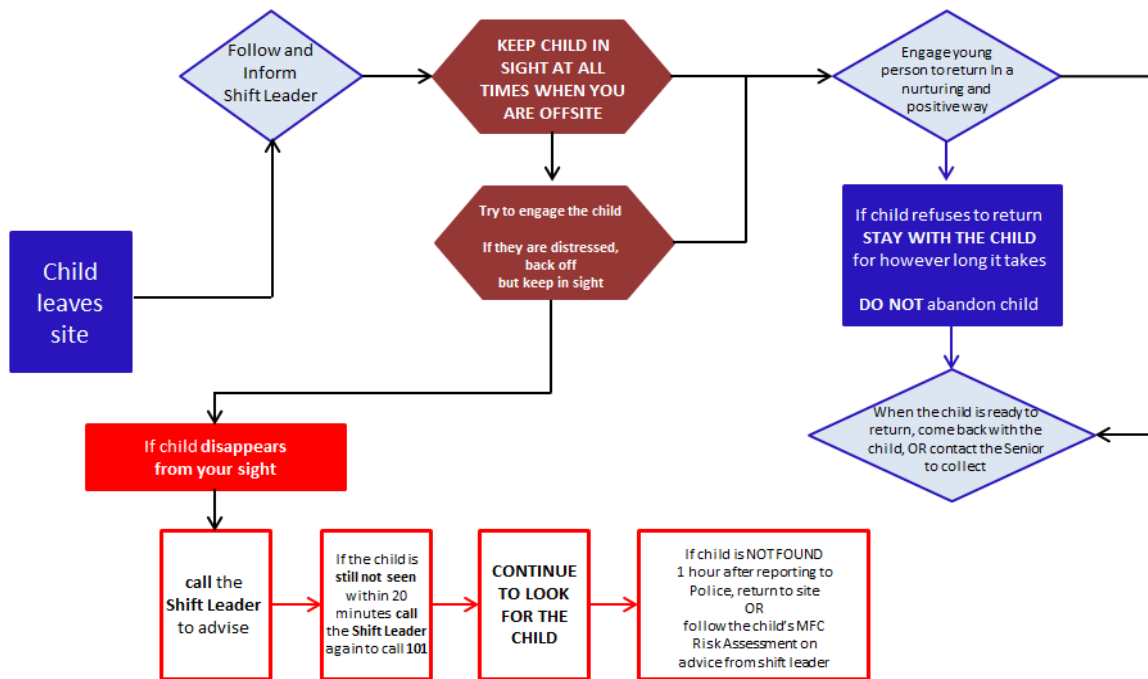 Child
leaves
site
Follow and
Inform
Shift Leader
KEEP CHILD IN
SIGHT AT ALL
TIMES WHEN YOU
ARE OFFSITE
Try to engage the child
If they are distressed,
back off
but keep in sight
Engage young
person to return In a
nurturing and
positive way
If child refuses to return
STAY WITH THE CHILD
for however long it takes
DO NOT abandon child
When the child is ready to
return, come back with the
child, OR contact the Senior
to collect
If child disappears
from your sight
call the
Shift Leader
to advise
If the child is
still not seen
within 20
minutes call
the Shift Leader
again to call 101
CONTINUE
TO LOOK
FOR THE
CHILD
If child is NOT FOUND
1 hour after reporting to
Police, return to site
OR
follow the child's MFC
Risk Assessment on
advice from shift leader